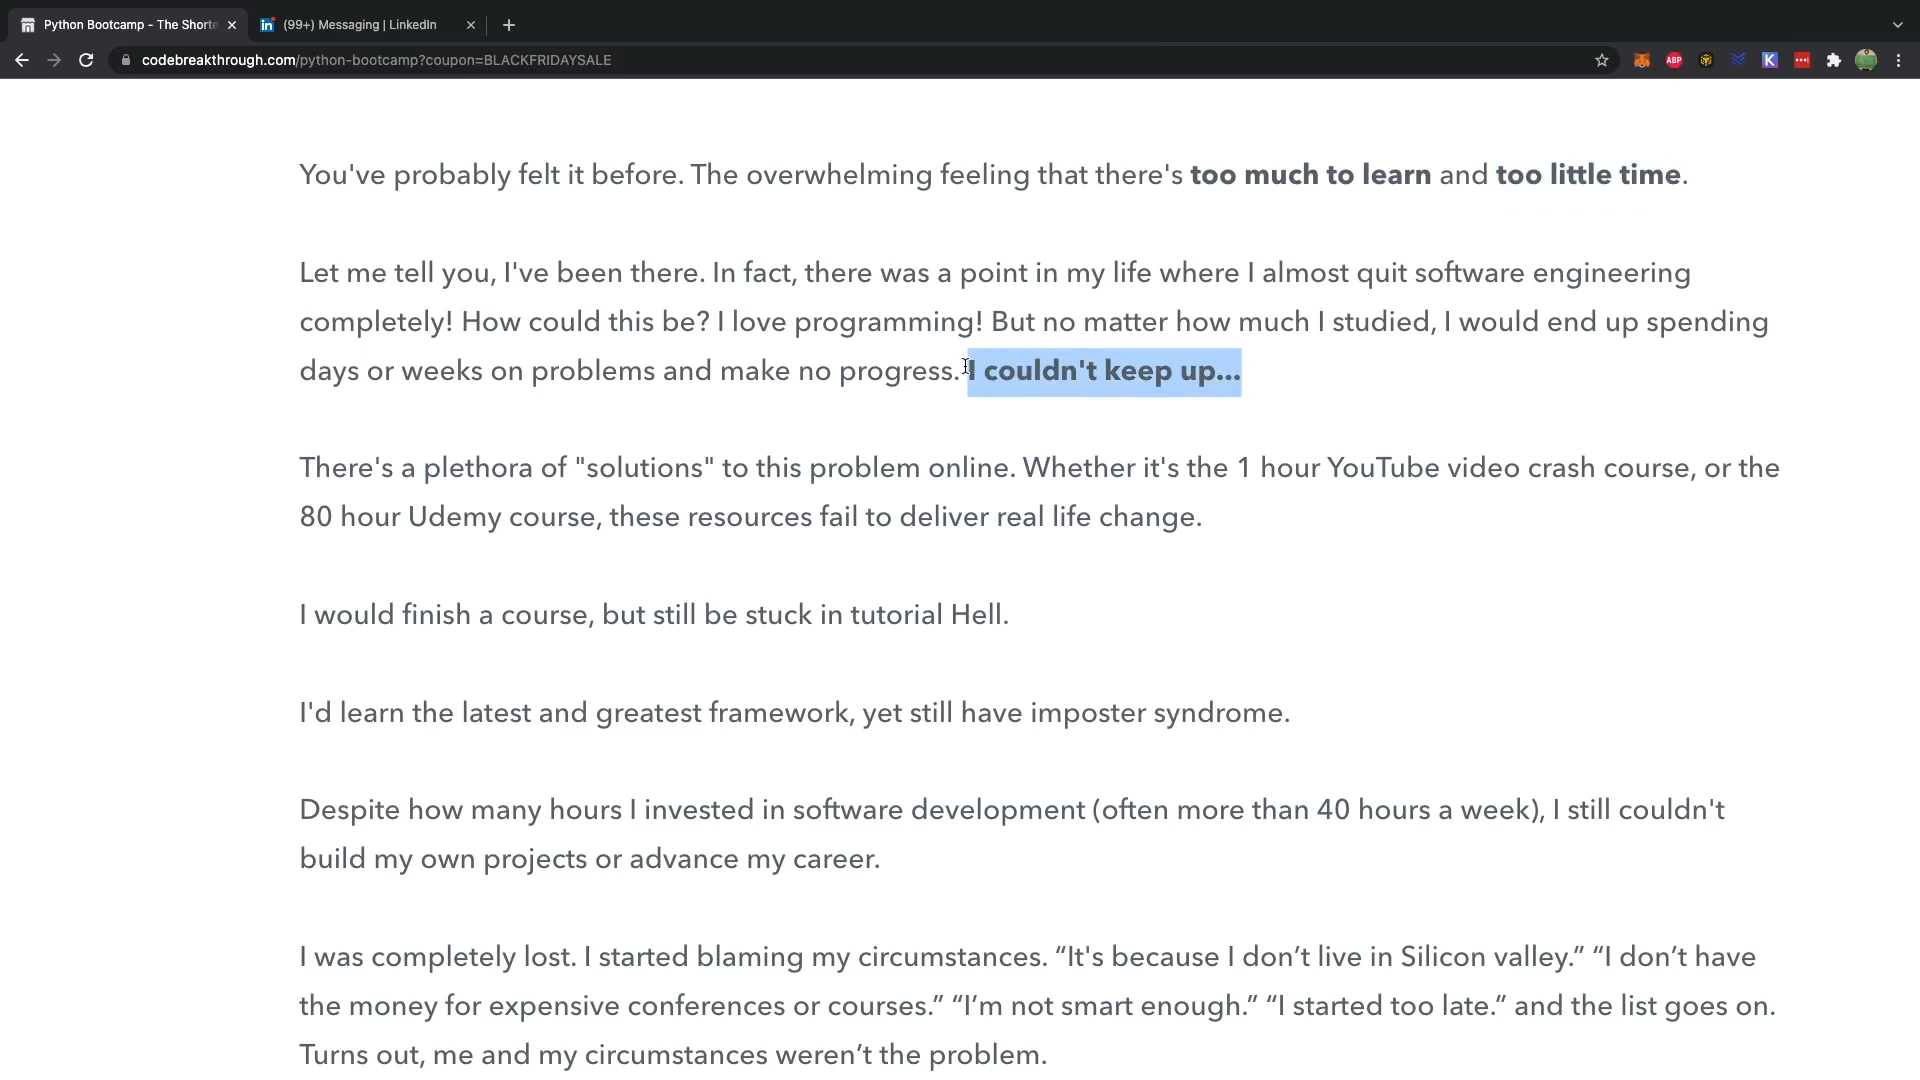 Python Bootcamp - The Shorte
(99+) Messaging | LinkedIn
codebreakthrough.com/python-bootcamp?coupon=BLACKFRIDAYSALE
ABP
K
You've probably felt it before. The overwhelming feeling that there's too much to learn and too little time.
Let me tell you, I've been there. In fact, there was a point in my life where I almost quit software engineering
completely! How could this be? I love programming! But no matter how much I studied, I would end up spending
days or weeks on problems and make no progress. I couldn't keep up...
There's a plethora of "solutions" to this problem online. Whether it's the 1 hour YouTube video crash course, or the
80 hour Udemy course, these resources fail to deliver real life change.
I would finish a course, but still be stuck in tutorial Hell.
I'd learn the latest and greatest framework, yet still have imposter syndrome.
Despite how many hours I invested in software development (often more than 40 hours a week), I still couldn't
build my own projects or advance my career.
I was completely lost. I started blaming my circumstances. “It's because I don’t live in Silicon valley.” “I don’t have
the money for expensive conferences or courses.” “I’m not smart enough.” “I started too late.” and the list goes on.
Turns out, me and my circumstances weren’t the problem.